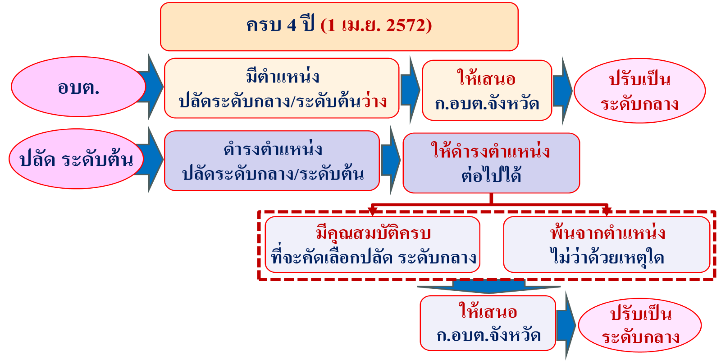 ครบ 4 ปี (1 เม.ย. 2572)
อบต.
มีตำแหน่ง
ปลัดระดับกลาง/ระดับต้นว่าง
ให้เสนอ
ก.อบต.จังหวัด
ปรับเป็น
ระดับกลาง
ปลัด ระดับต้น
ดำรงตำแหน่ง
ปลัดระดับกลาง/ระดับต้น
ให้ดำรงตำแหน่ง
ต่อไปได้
มีคุณสมบัติครบ
ที่จะคัดเลือกปลัด ระดับกลาง
พ้นจากตำแหน่ง
ไม่ว่าด้วยเหตุใด
ให้เสนอ
ก.อบต.จังหวัด
ปรับเป็น
ระดับกลาง